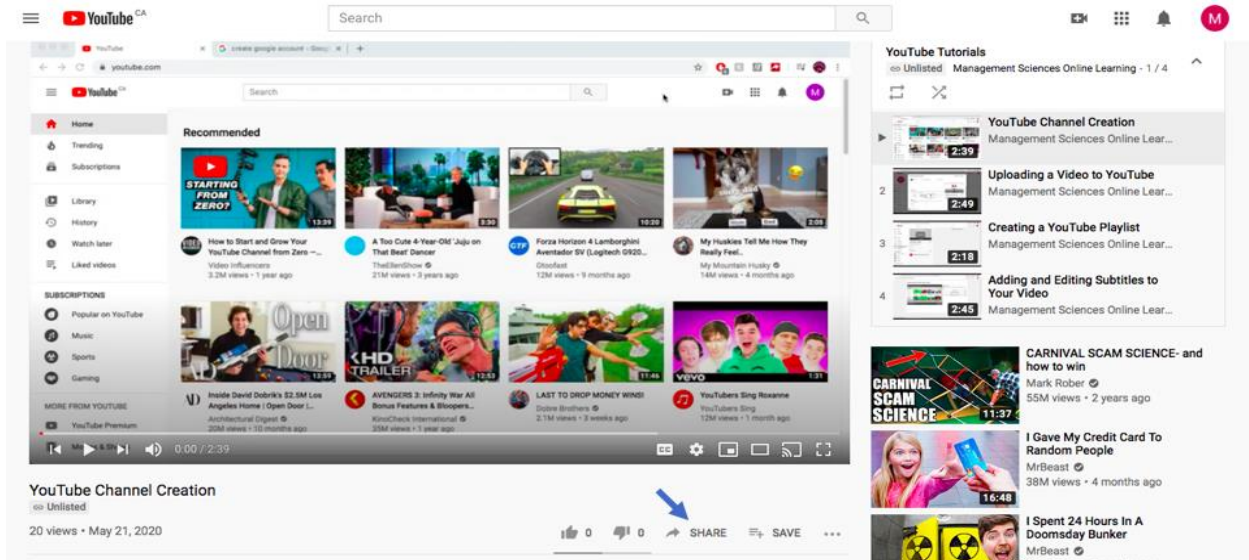 YouTube CA
Search
M
YouTube
create google account - Goog
youtube.com
YouTube CA
Search
M
Home
Trending
Subscriptions
Library
History
Watch later
Liked videos
SUBSCRIPTIONS
Popular on YouTube
Music
Sports
Gaming
MORE FROM YOUTUBE
YouTube Premium
Recommended
STARTING
FROM
ZERO?
13:39
How to Start and Grow Your
YouTube Channel from Zero —...
Video Influencers
3.2M views • 1 year ago
3:30
A Too Cute 4-Year-Old 'Juju on
That Beat' Dancer
TheEllenShow
21M views • 3 years ago
10:20
GTF
Forza Horizon 4 Lamborghini
Aventador SV (Logitech G920...
Gtoofast
12M views • 9 months ago
2:05
My Huskies Tell Me How They
Really Feel..
My Mountain Husky
14M views • 4 months ago
Open
Door
AD
13:59
AD
Inside David Dobrik's $2.5M Los
Angeles Home | Open Door |...
Architectural Digest
20M views • 10 months ago
HD
TRAILER
12:53
AVENGERS 3: Infinity War All
Bonus Features & Bloopers...
KinoCheck International
35M views • 1 year ago
11:46
LAST TO DROP MONEY WINS!
Dobre Brothers
2.1M views • 3 weeks ago
vevo
1:31
YouTubers Sing Roxanne
YouTubers Sing
12M views • 1 month ago
0:00 / 2:39
CC
YouTube Channel Creation
Unlisted
20 views • May 21, 2020
0
0
SHARE
SAVE
YouTube Tutorials
Unlisted Management Sciences Online Learning - 1 / 4
2:39
YouTube Channel Creation
Management Sciences Online Lear...
2
2:49
Uploading a Video to YouTube
Management Sciences Online Lear...
3
2:18
Creating a YouTube Playlist
Management Sciences Online Lear...
4
2:45
Adding and Editing Subtitles to
Your Video
Management Sciences Online Lear...
CARNIVAL
SCAM
SCIENCE
11:37
CARNIVAL SCAM SCIENCE- and
how to win
Mark Rober
55M views • 2 years ago
16:48
I Gave My Credit Card To
Random People
MrBeast
38M views • 4 months ago
I Spent 24 Hours In A
Doomsday Bunker
MrBeast